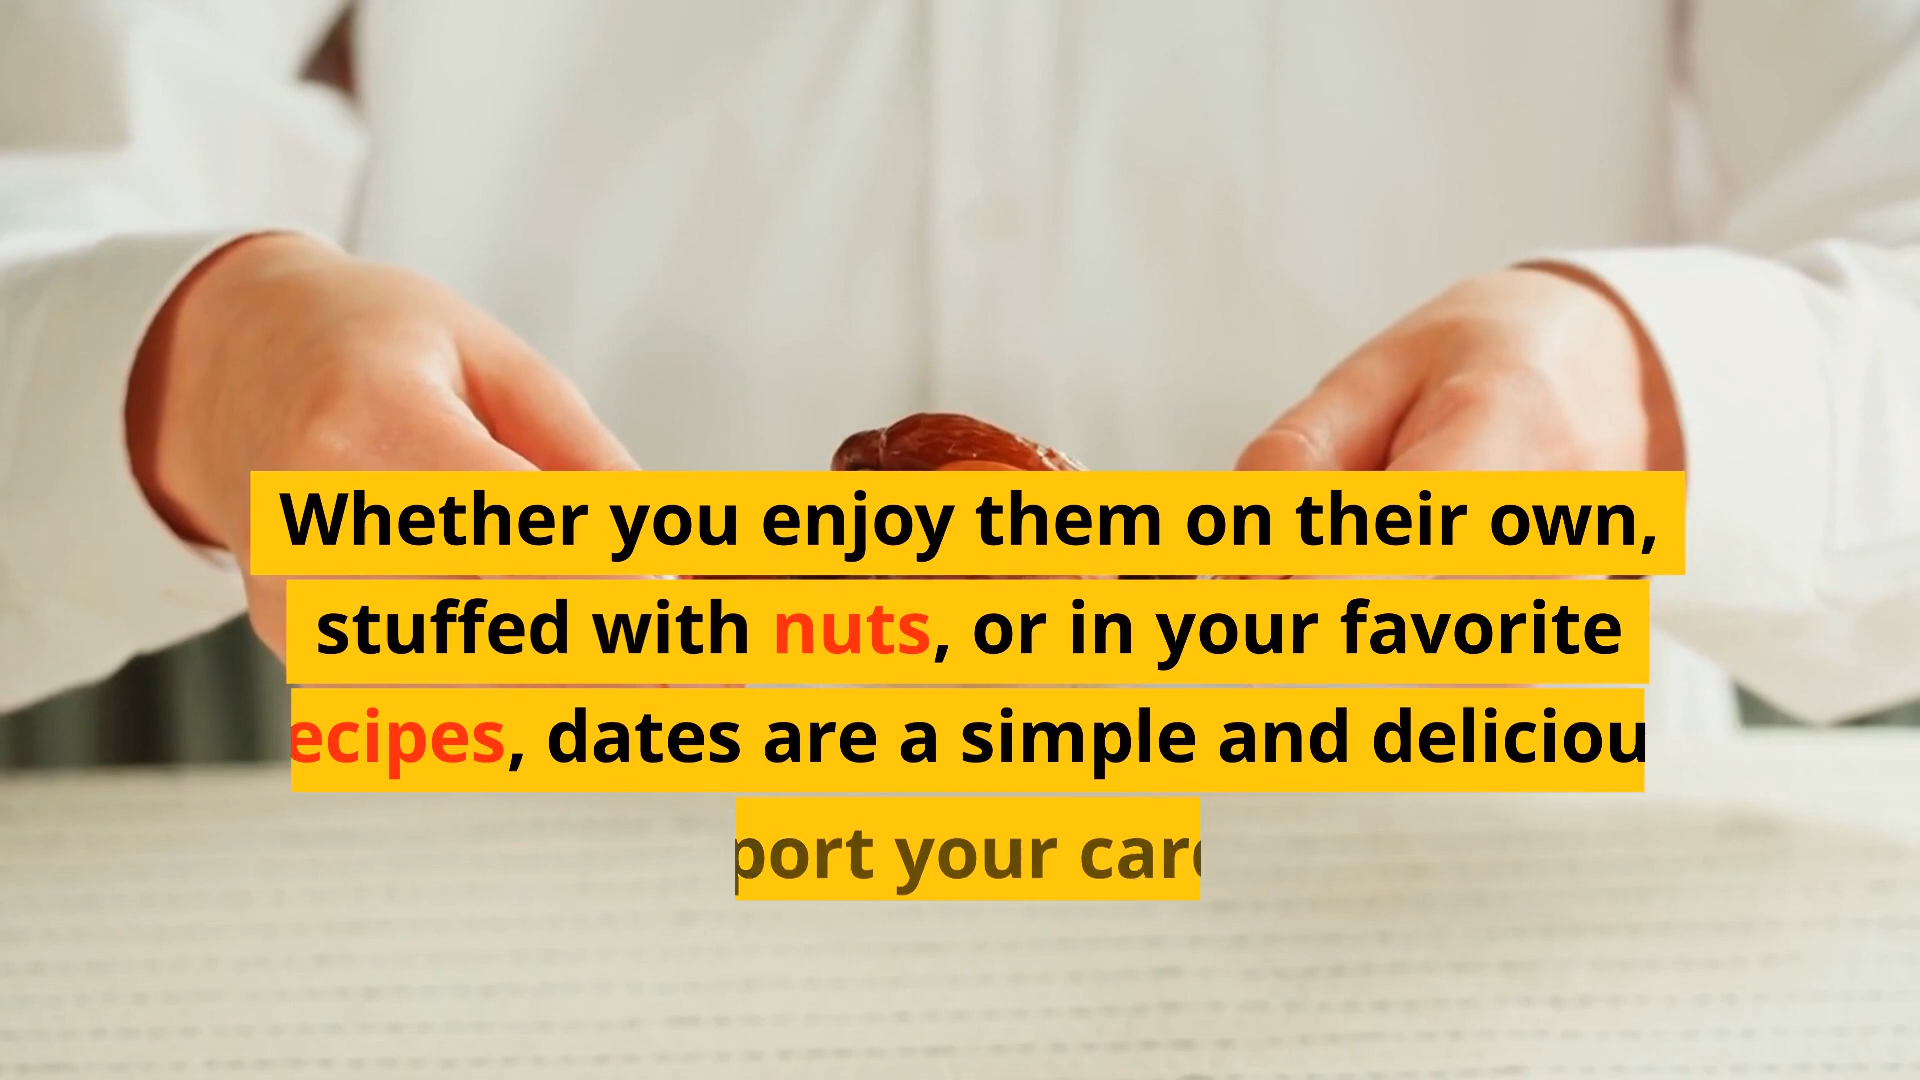 Whether you enjoy them on their own,
stuffed with nuts, or in your favorite
ecipes, dates are a simple and deliciou
port your car